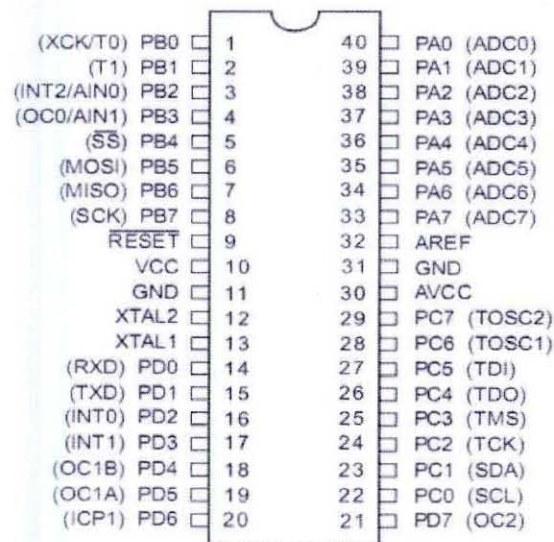 (XCK/T0) PB0 1 40 PA0 (ADC0)
(T1) PB1 2 39 PA1 (ADC1)
(INT2/AIN0) PB2 3 38 PA2 (ADC2)
(OC0/AIN1) PB3 4 37 PA3 (ADC3)
(SS) PB4 5 36 PA4 (ADC4)
(MOSI) PB5 6 35 PA5 (ADC5)
(MISO) PB6 7 34 PA6 (ADC6)
(SCK) PB7 8 33 PA7 (ADC7)
RESET 9 32 AREF
VCC 10 31 GND
GND 11 30 AVCC
XTAL2 12 29 PC7 (TOSC2)
XTAL1 13 28 PC6 (TOSC1)
(RXD) PD0 14 27 PC5 (TDI)
(TXD) PD1 15 26 PC4 (TDO)
(INT0) PD2 16 25 PC3 (TMS)
(INT1) PD3 17 24 PC2 (TCK)
(OC1B) PD4 18 23 PC1 (SDA)
(OC1A) PD5 19 22 PC0 (SCL)
(ICP1) PD6 20 21 PD7 (OC2)